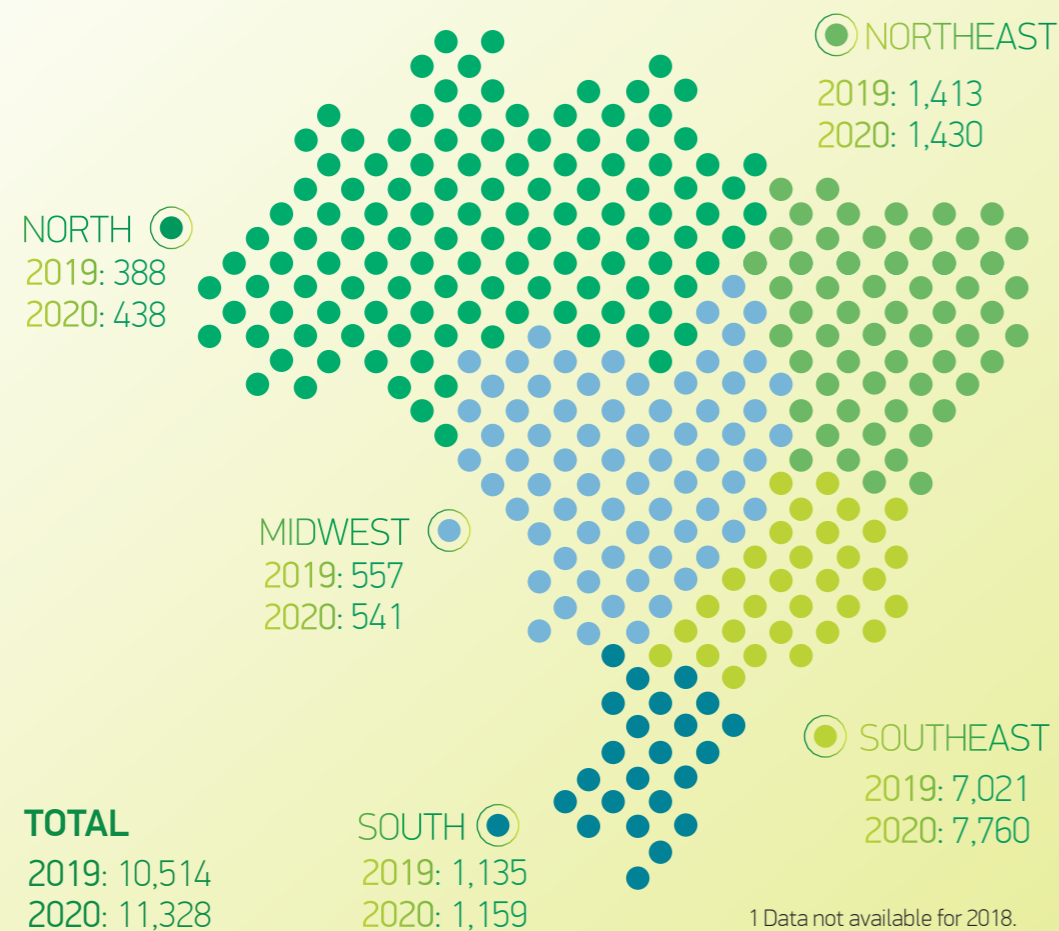 NORTHEAST
2019: 1,413
2020: 1,430
NORTH
2019: 388
2020: 438
MIDWEST
2019: 557
2020: 541
SOUTHEAST
2019: 7,021
2020: 7,760
SOUTH
2019: 1,135
2020: 1,159
TOTAL
2019: 10,514
2020: 11,328
1 Data not available for 2018.